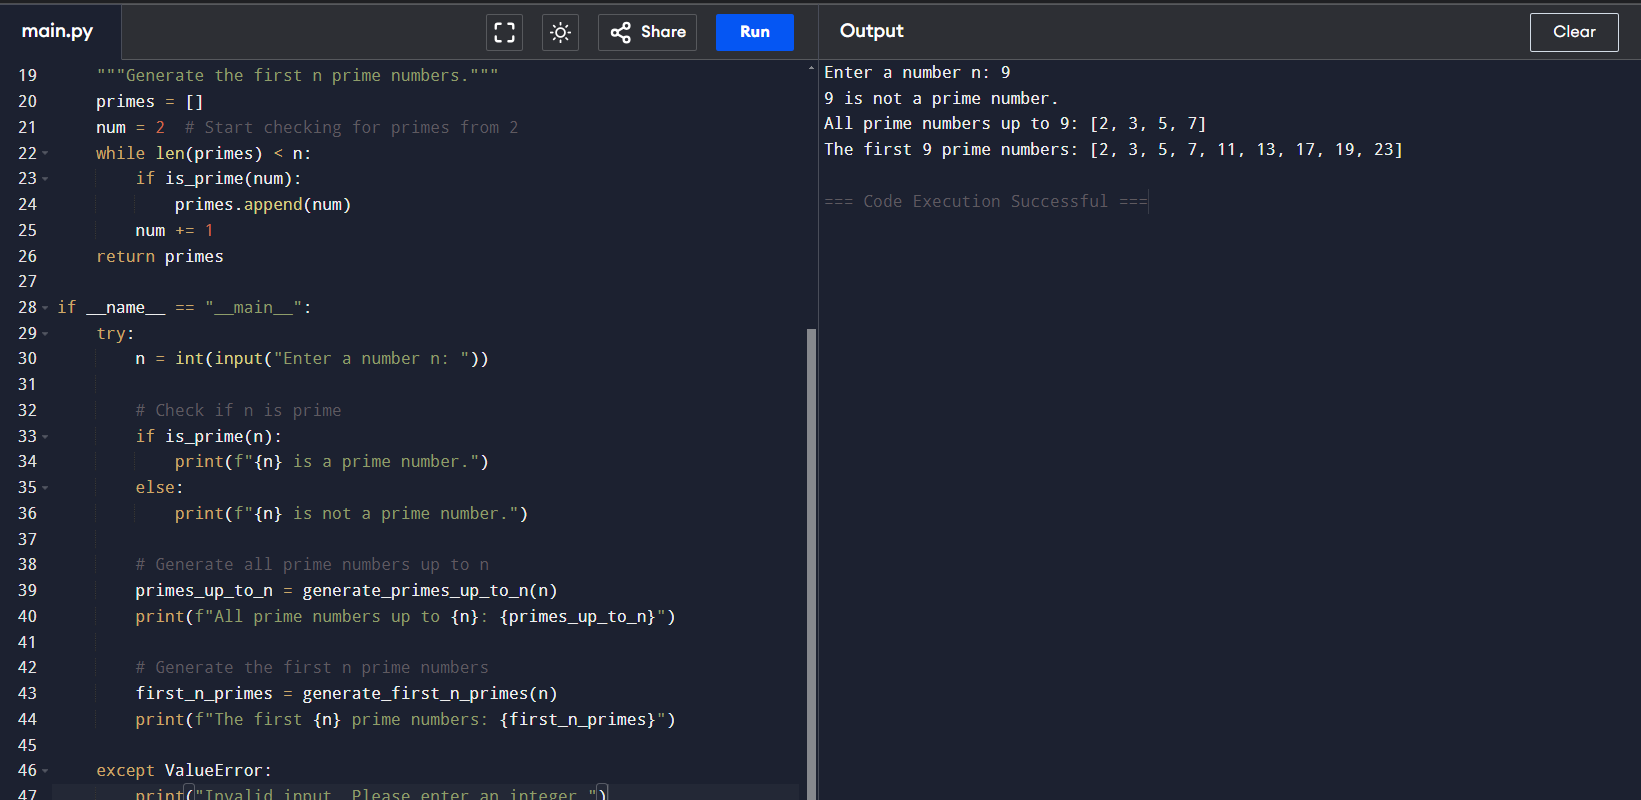 main.py
Share
Run
Output
Clear
19 """Generate the first n prime numbers."""
20 primes = []
21 num = 2 # Start checking for primes from 2
22 while len(primes) < n:
23 if is_prime(num):
24 primes.append(num)
25 num += 1
26 return primes
27
28 if __name__ == "__main__":
29 try:
30 n = int(input("Enter a number n: "))
31
32 # Check if n is prime
33 if is_prime(n):
34 print(f"{n} is a prime number.")
35 else:
36 print(f"{n} is not a prime number.")
37
38 # Generate all prime numbers up to n
39 primes_up_to_n = generate_primes_up_to_n(n)
40 print(f"All prime numbers up to {n}: {primes_up_to_n}")
41
42 # Generate the first n prime numbers
43 first_n_primes = generate_first_n_primes(n)
44 print(f"The first {n} prime numbers: {first_n_primes}")
45
46 except ValueError:
47 print("Invalid input. Please enter an integer.")
Enter a number n: 9
9 is not a prime number.
All prime numbers up to 9: [2, 3, 5, 7]
The first 9 prime numbers: [2, 3, 5, 7, 11, 13, 17, 19, 23]
=== Code Execution Successful ===